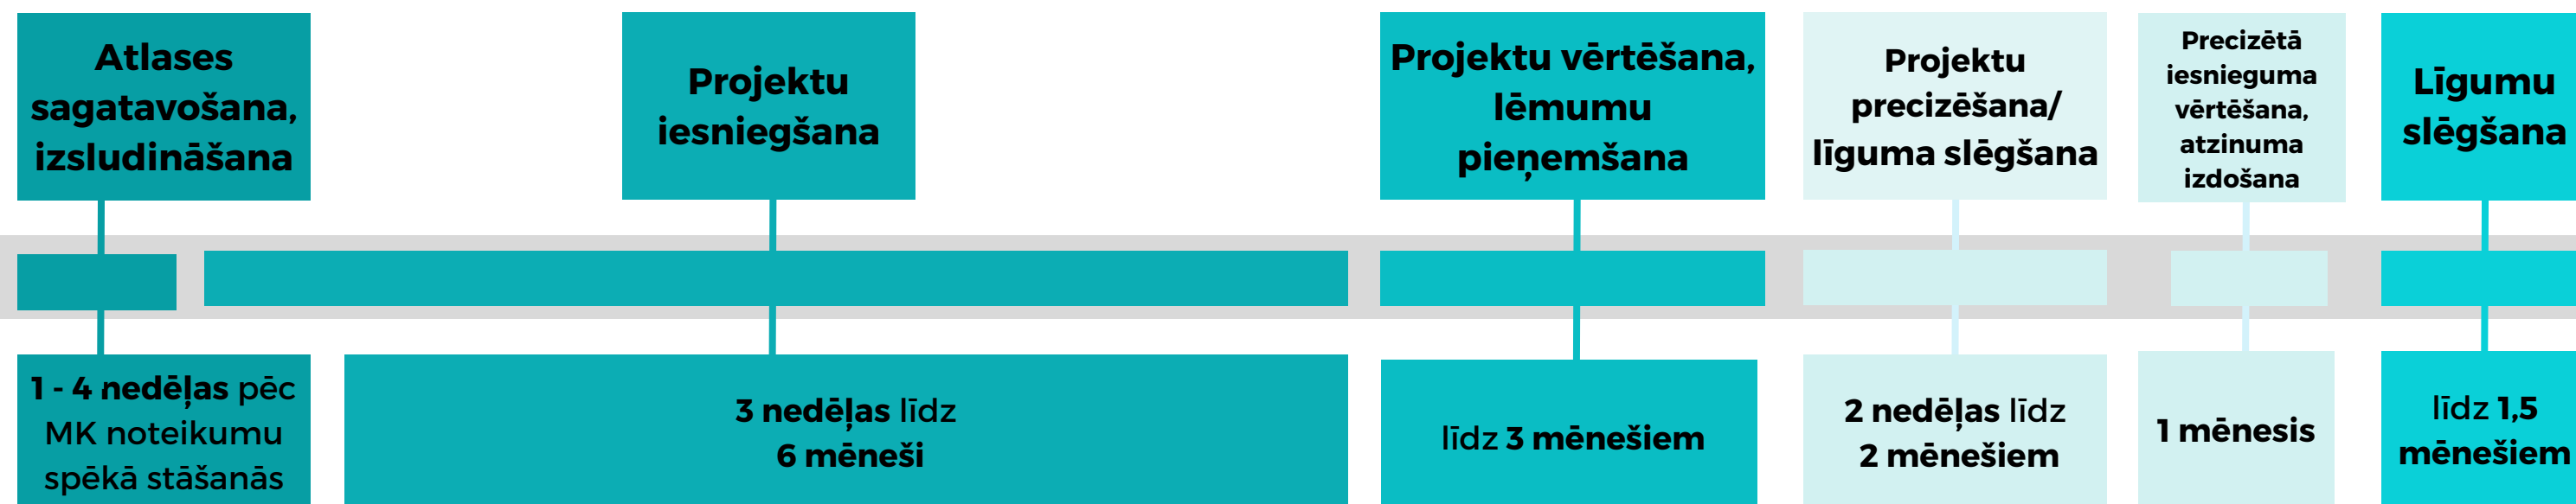 Atlases
sagatavošana,
izsludināšana
Projektu
iesniegšana
Projektu vērtēšana,
lēmumu
pieņemšana
Projektu
precizēšana/
līguma slēgšana
Precizētā
iesnieguma
vērtēšana,
atzinuma
izdošana
Līgumu
slēgšana
1 - 4 nedēļas pēc
MK noteikumu
spēkā stāšanās
3 nedēļas līdz
6 mēneši
līdz 3 mēnešiem
2 nedēļas līdz
2 mēnešiem
1 mēnesis
līdz 1,5
mēnešiem